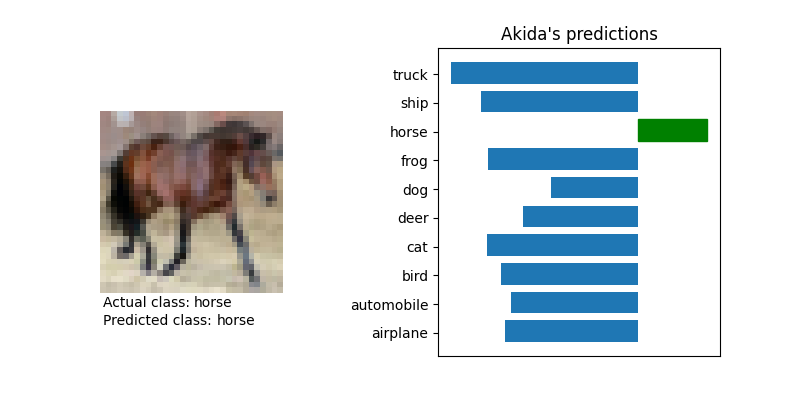 Akida's predictions
truck
ship
horse
frog
dog
deer
cat
bird
automobile
airplane
Actual class: horse
Predicted class: horse